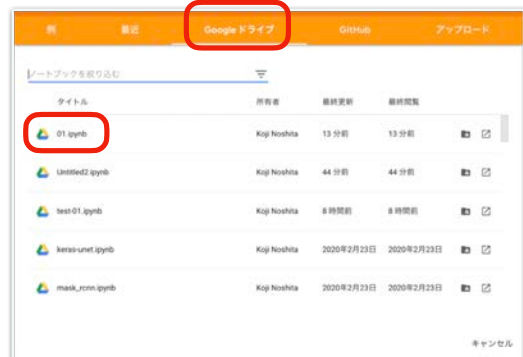 例 最近 Google ドライブ GitHub アップロード
ノートブックを絞り込む
タイトル 所有者 最終更新 最終閲覧
01.ipynb Koji Noshita 13 分前 13 分前
Untitled2.ipynb Koji Noshita 44 分前 44 分前
test-01.ipynb Koji Noshita 8 時間前 8 時間前
keras-unet.ipynb Koji Noshita 2020年2月23日 2020年2月23日
mask_rcnn.ipynb Koji Noshita 2020年2月23日 2020年2月23日
キャンセル